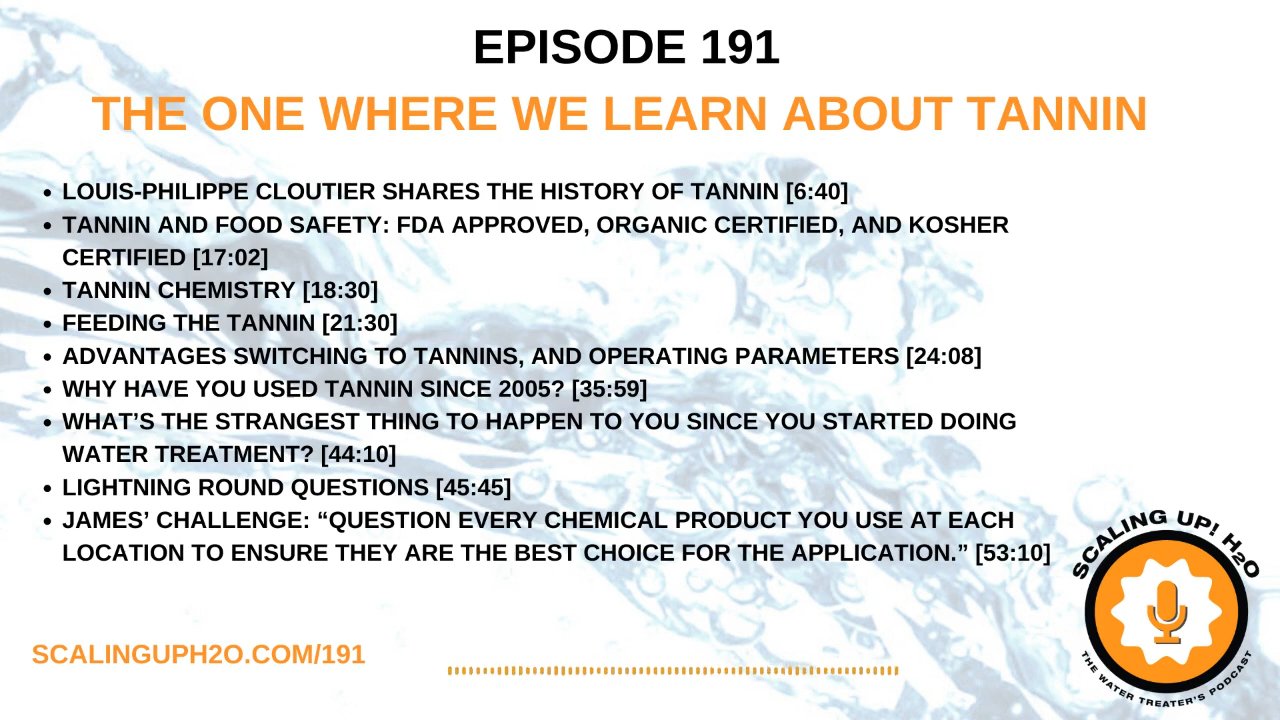 EPISODE 191
THE ONE WHERE WE LEARN ABOUT TANNIN
• LOUIS-PHILIPPE CLOUTIER SHARES THE HISTORY OF TANNIN [6:40]
• TANNIN AND FOOD SAFETY: FDA APPROVED, ORGANIC CERTIFIED, AND KOSHER
CERTIFIED [17:02]
• TANNIN CHEMISTRY [18:30]
• FEEDING THE TANNIN [21:30]
• ADVANTAGES SWITCHING TO TANNINS, AND OPERATING PARAMETERS [24:08]
• WHY HAVE YOU USED TANNIN SINCE 2005? [35:59]
• WHAT’S THE STRANGEST THING TO HAPPEN TO YOU SINCE YOU STARTED DOING
WATER TREATMENT? [44:10]
• LIGHTNING ROUND QUESTIONS [45:45]
• JAMES’ CHALLENGE: “QUESTION EVERY CHEMICAL PRODUCT YOU USE AT EACH
LOCATION TO ENSURE THEY ARE THE BEST CHOICE FOR THE APPLICATION.” [53:10]
SCALING UP! H2O
THE WATER TREATER'S PODCAST
SCALINGUPH2O.COM/191